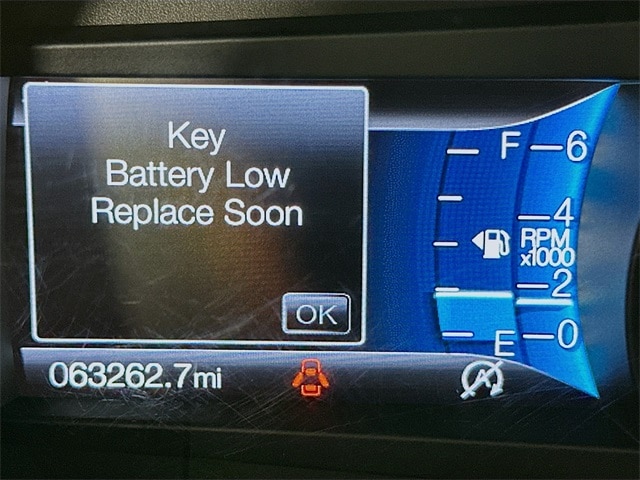 Key
Battery Low
Replace Soon
OK
F
6
4
RPM
x1000
2
0
E
063262.7mi
A